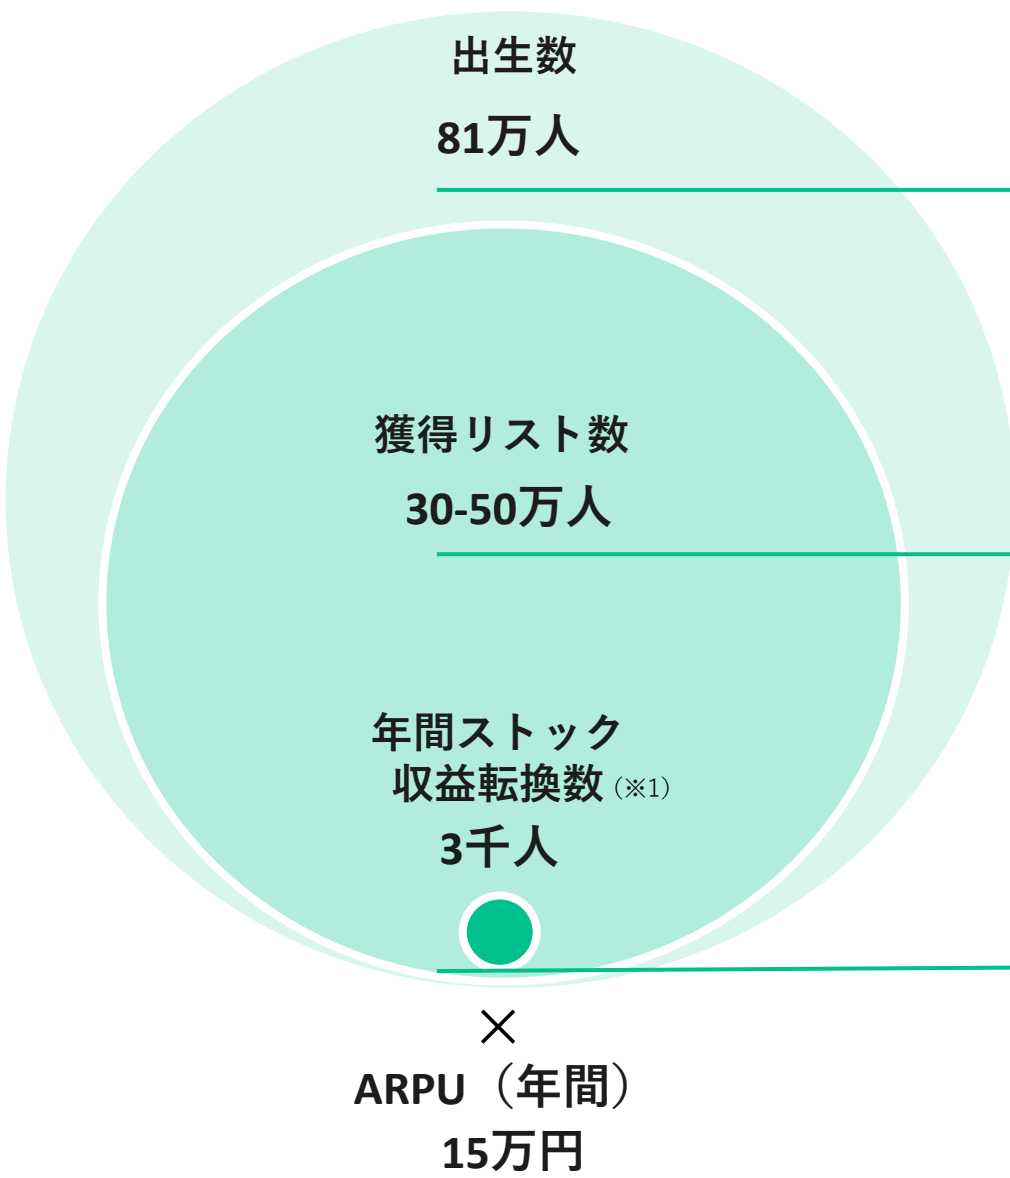 出生数
81万人
獲得リスト数
30-50万人
年間ストック
収益転換数(※1)
3千人
×
ARPU（年間）
15万円